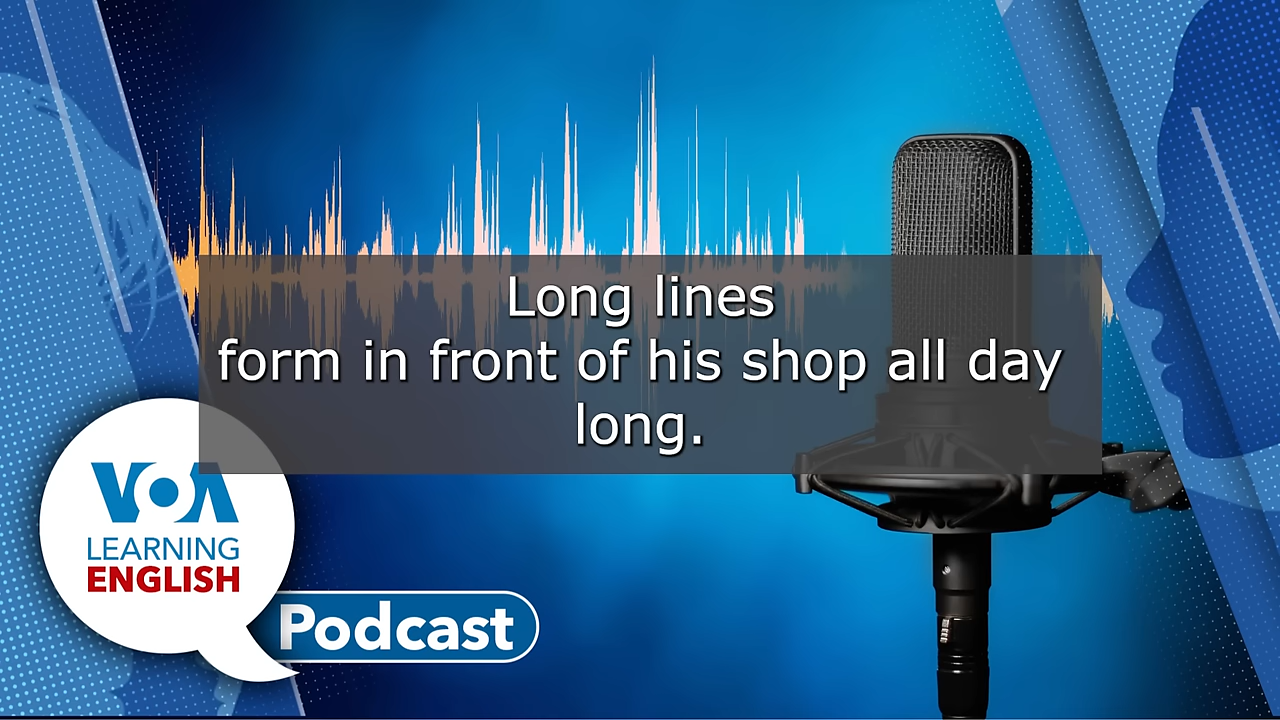 Long lines
form in front of his shop all day
long.
VOA
LEARNING
ENGLISH
Podcast